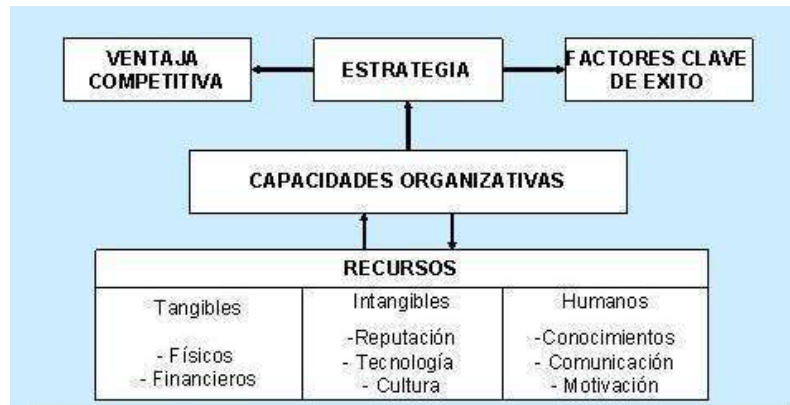 VENTAJA
COMPETITIVA
ESTRATEGIA
FACTORES CLAVE
DE EXITO
CAPACIDADES ORGANIZATIVAS
RECURSOS
Tangibles
- Físicos
- Financieros
Intangibles
-Reputación
- Tecnología
- Cultura
Humanos
-Conocimientos
- Comunicación
- Motivación